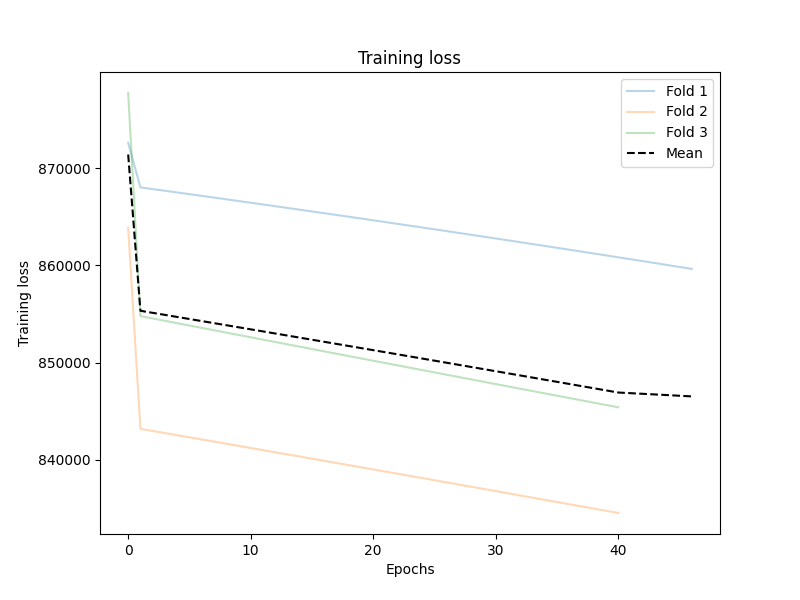 Training loss
Fold 1
Fold 2
Fold 3
Mean
Training loss
870000
860000
850000
840000
0 10 20 30 40
Epochs